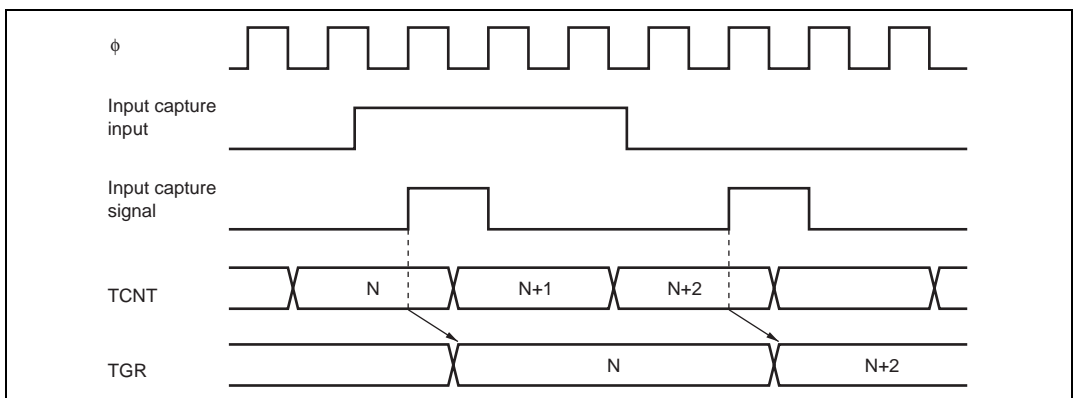 ϕ
Input capture
input
Input capture
signal
TCNT
N
N+1
N+2
TGR
N
N+2